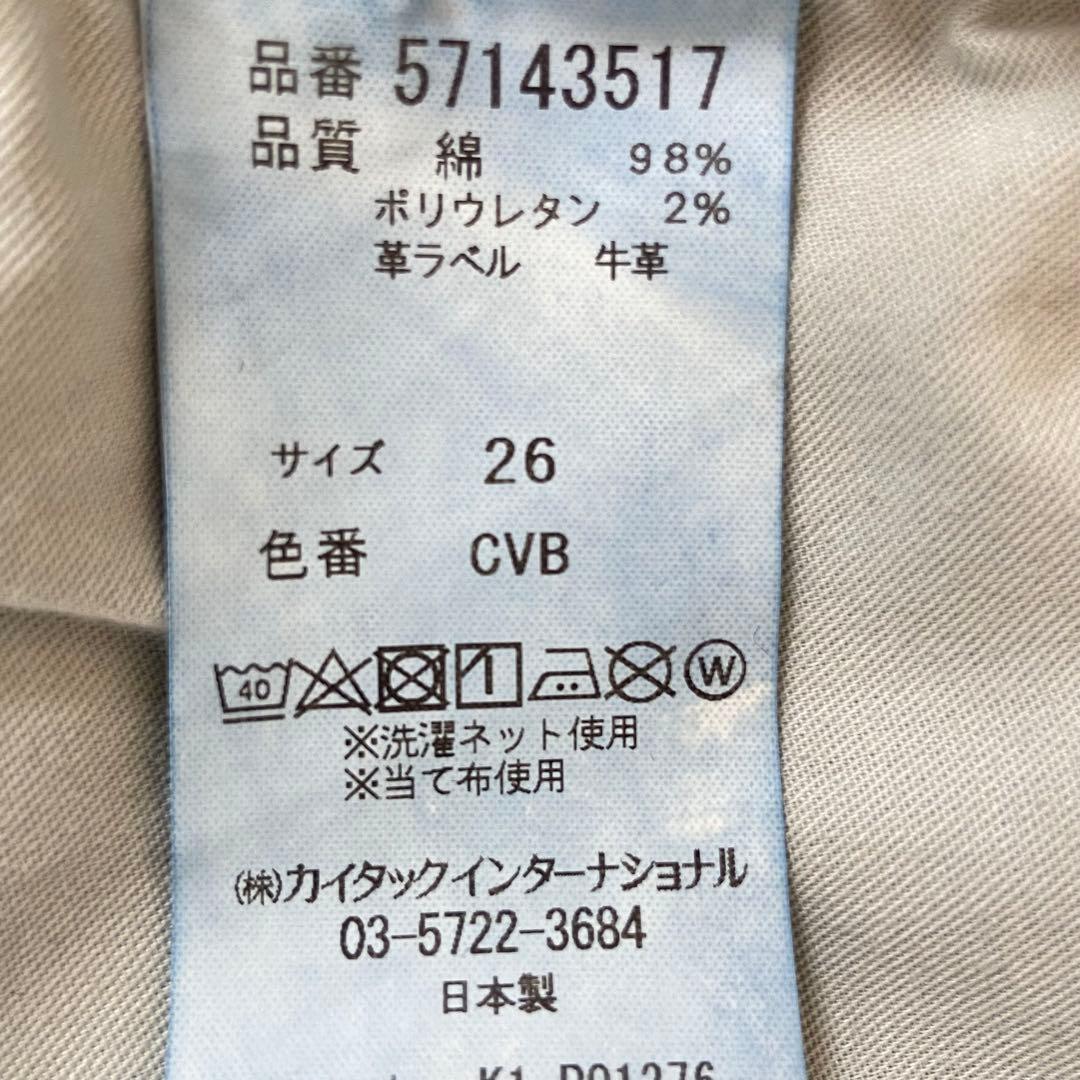 品番 57143517
品質 綿 98%
ポリウレタン 2%
革ラベル 牛革
サイズ 26
色番 CVB
40 W
※洗濯ネット使用
※当て布使用
(株)カイタックインターナショナル
03-5722-3684
日本製